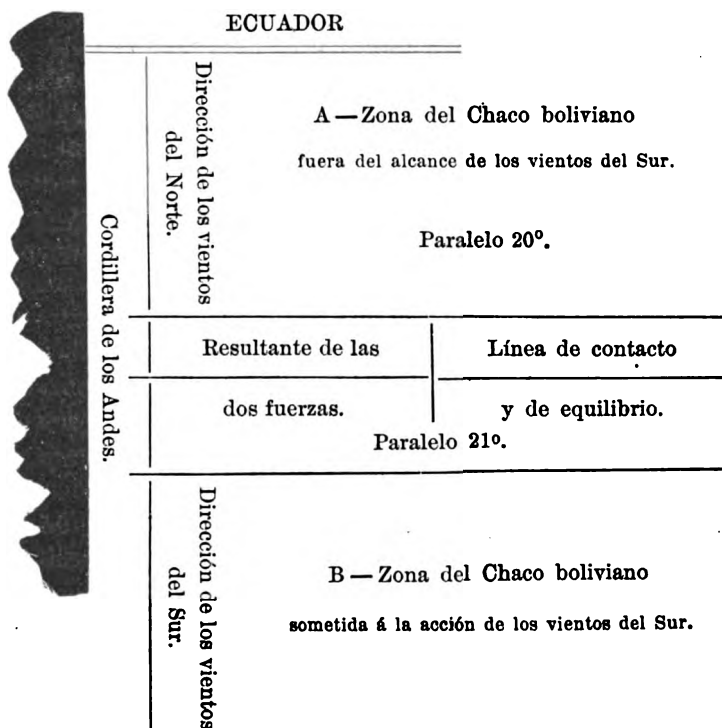 ECUADOR
Dirección de los vientos
del Norte.
A — Zona del Chaco boliviano
fuera del alcance de los vientos del Sur.
Paralelo 20º.
Cordillera de los Andes.
Resultante de las
dos fuerzas.
Línea de contacto
y de equilibrio.
Paralelo 21º.
Dirección de los vientos
del Sur.
B — Zona del Chaco boliviano
sometida á la acción de los vientos del Sur.